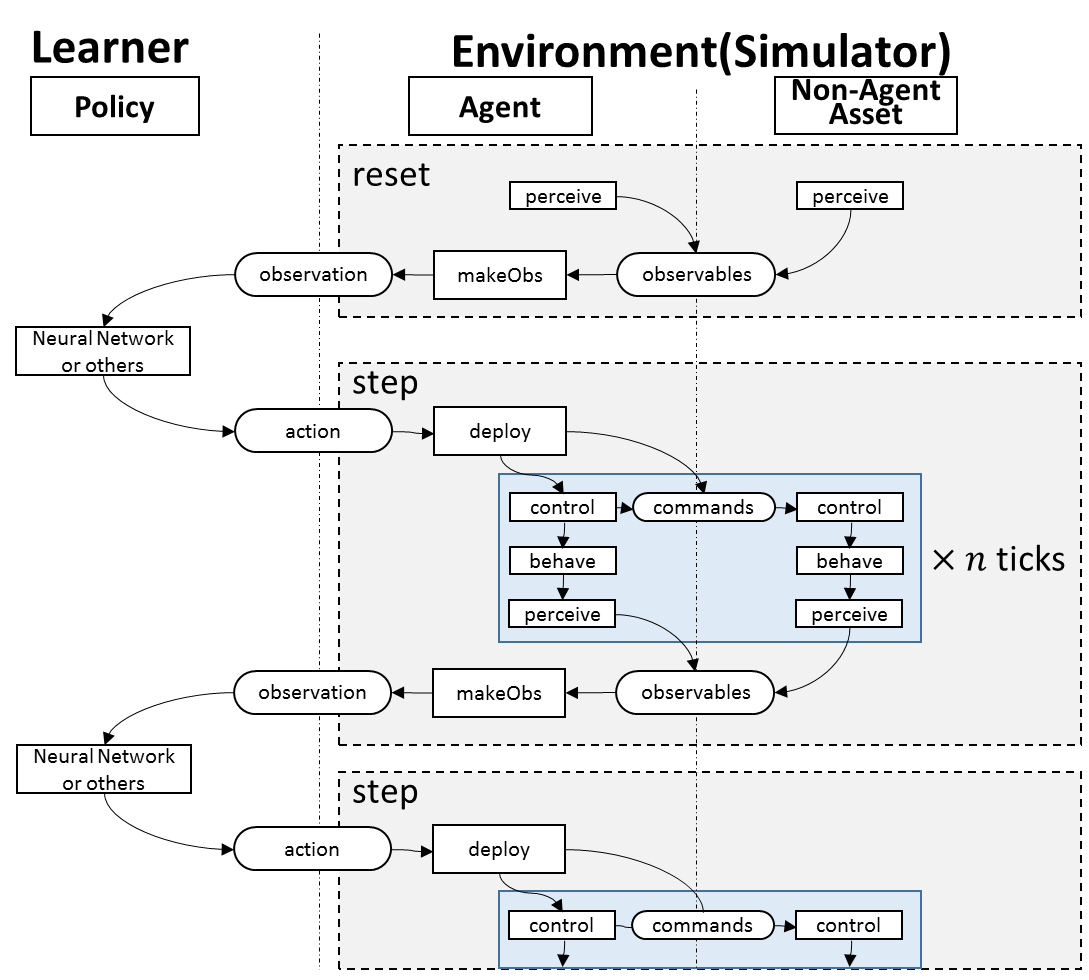 Learner
Environment(Simulator)
Policy
Agent
Non-Agent
Asset
reset
perceive
perceive
observation
makeObs
observables
Neural Network
or others
step
action
deploy
control
commands
control
behave
behave
× n ticks
perceive
perceive
observation
makeObs
observables
Neural Network
or others
step
action
deploy
control
commands
control